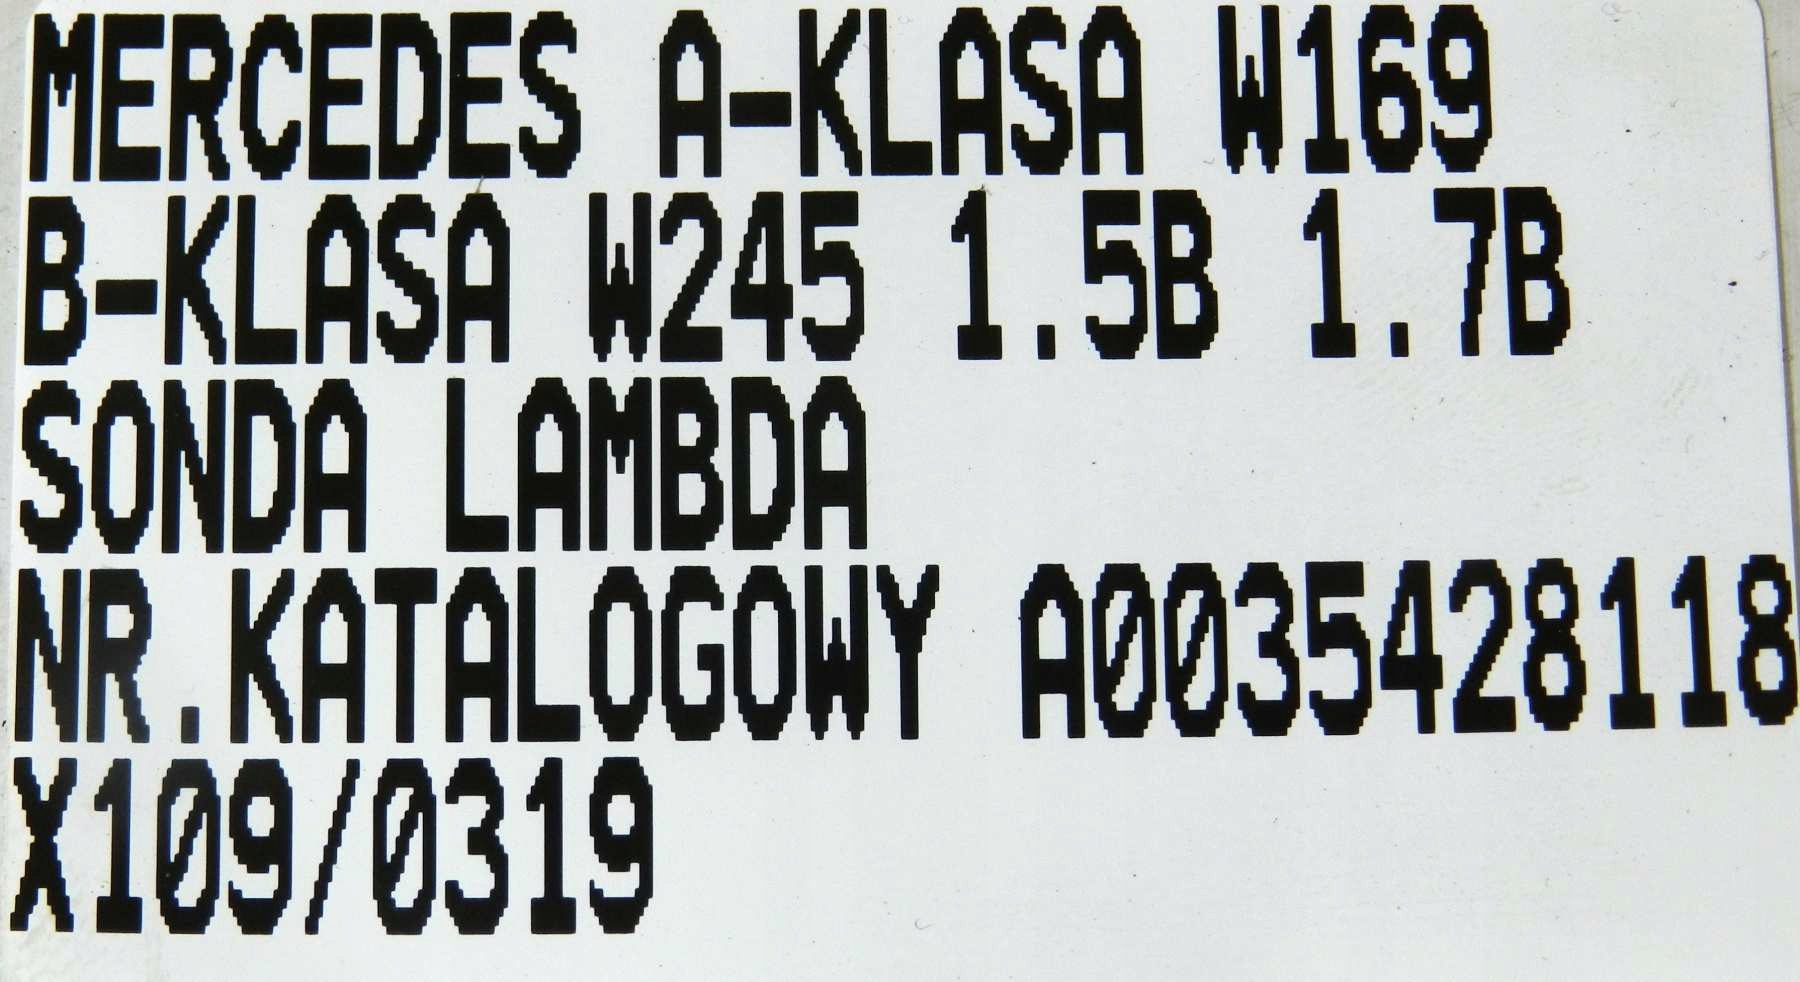 MERCEDES A-KLASA W169
B-KLASA W245 1.5B 1.7B
SONDA LAMBDA
NR.KATALOGOWY A0035428118
X109/0319